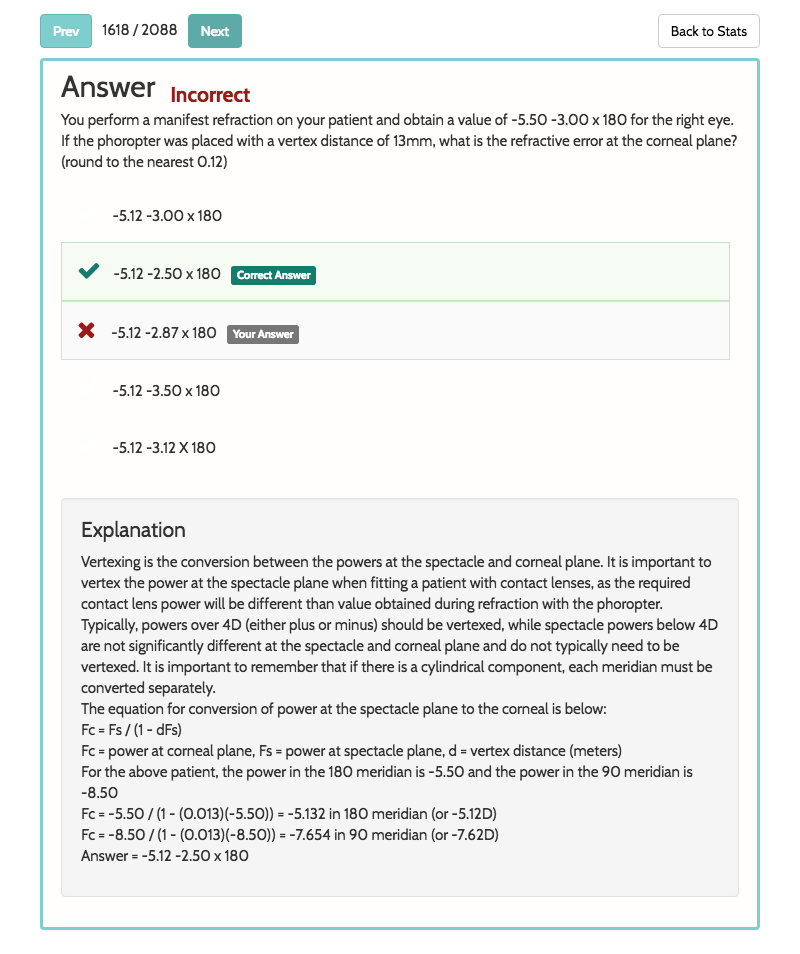 Prev 1618 / 2088 Next Back to Stats
Answer Incorrect
You perform a manifest refraction on your patient and obtain a value of -5.50 -3.00 x 180 for the right eye.
If the phoropter was placed with a vertex distance of 13mm, what is the refractive error at the corneal plane?
(round to the nearest 0.12)
-5.12 -3.00 x 180
-5.12 -2.50 x 180 Correct Answer
-5.12 -2.87 x 180 Your Answer
-5.12 -3.50 x 180
-5.12 -3.12 X 180
Explanation
Vertexing is the conversion between the powers at the spectacle and corneal plane. It is important to
vertex the power at the spectacle plane when fitting a patient with contact lenses, as the required
contact lens power will be different than value obtained during refraction with the phoropter.
Typically, powers over 4D (either plus or minus) should be vertexed, while spectacle powers below 4D
are not significantly different at the spectacle and corneal plane and do not typically need to be
vertexed. It is important to remember that if there is a cylindrical component, each meridian must be
converted separately.
The equation for conversion of power at the spectacle plane to the corneal is below:
Fc = Fs / (1 - dFs)
Fc = power at corneal plane, Fs = power at spectacle plane, d = vertex distance (meters)
For the above patient, the power in the 180 meridian is -5.50 and the power in the 90 meridian is
-8.50
Fc = -5.50 / (1 - (0.013)(-5.50)) = -5.132 in 180 meridian (or -5.12D)
Fc = -8.50 / (1 - (0.013)(-8.50)) = -7.654 in 90 meridian (or -7.62D)
Answer = -5.12 -2.50 x 180